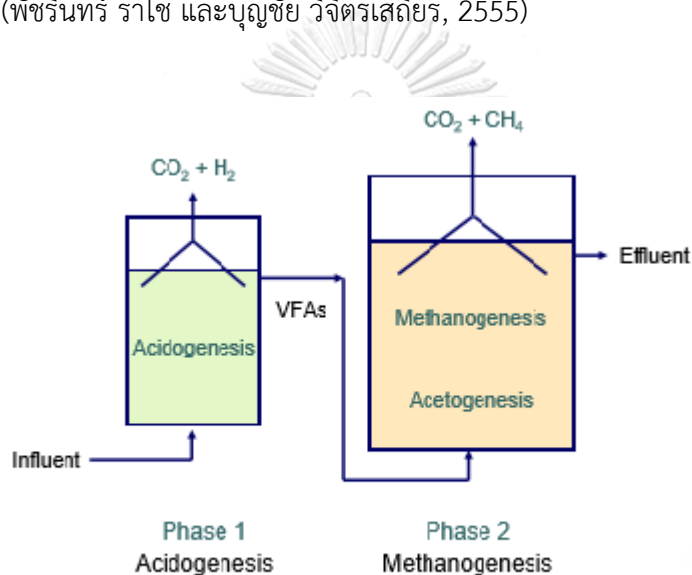 (พัชรินทร์ ราโช และบุญชัย วิจิตรเสถียร, 2555)
CO₂ + CH₄
CO₂ + H₂
Effluent
VFAs
Methanogenesis
Acidogenesis
Acetogenesis
Influent
Phase 1
Phase 2
Acidogenesis
Methanogenesis